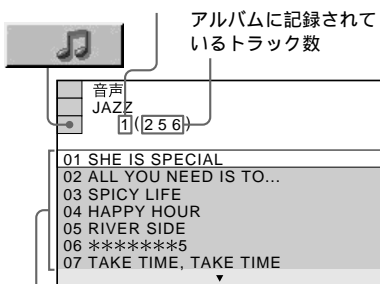 アルバムに記録されて
いるトラック数
音声
JAZZ
1(256)
01 SHE IS SPECIAL
02 ALL YOU NEED IS TO...
03 SPICY LIFE
04 HAPPY HOUR
05 RIVER SIDE
06 ✳✳✳✳✳✳✳5
07 TAKE TIME, TAKE TIME